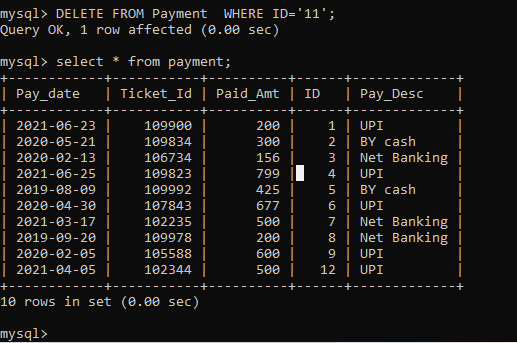 mysql> DELETE FROM Payment  WHERE ID='11';
Query OK, 1 row affected (0.00 sec)
mysql> select * from payment;
+------------+-----------+----------+------+-------------+
| Pay_date   | Ticket_Id | Paid_Amt | ID   | Pay_Desc    |
+------------+-----------+----------+------+-------------+
| 2021-06-23 |    109900 |      200 |    1 | UPI         |
| 2020-05-21 |    109834 |      300 |    2 | BY cash     |
| 2020-02-13 |    106734 |      156 |    3 | Net Banking |
| 2021-06-25 |    109823 |      799 |    4 | UPI         |
| 2019-08-09 |    109992 |      425 |    5 | BY cash     |
| 2020-04-30 |    107843 |      677 |    6 | UPI         |
| 2021-03-17 |    102235 |      500 |    7 | Net Banking |
| 2019-09-20 |    109978 |      200 |    8 | Net Banking |
| 2020-02-05 |    105588 |      600 |    9 | UPI         |
| 2021-04-05 |    102344 |      500 |   12 | UPI         |
+------------+-----------+----------+------+-------------+
10 rows in set (0.00 sec)
mysql>